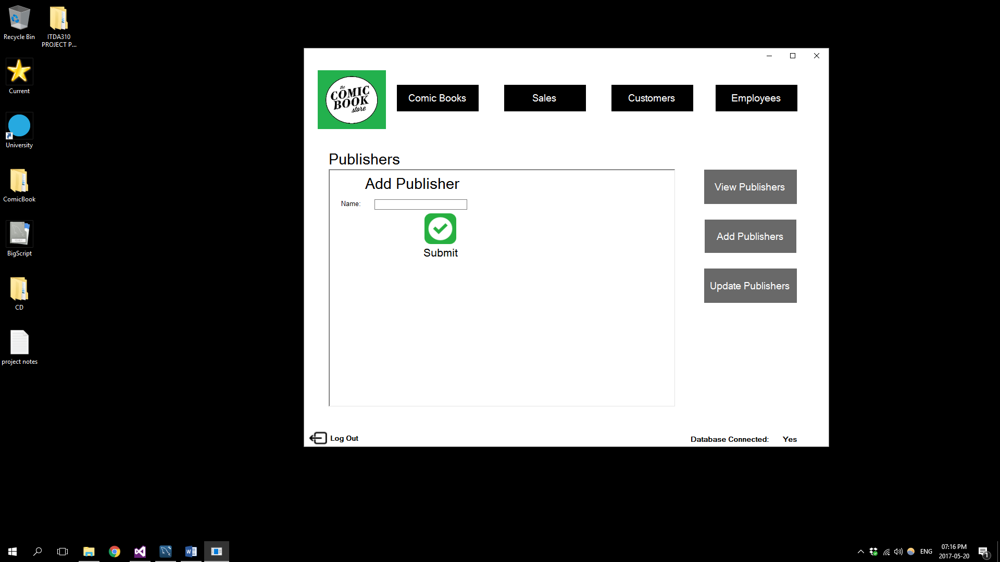 Recycle Bin
ITDA310
PROJECT P...
Current
University
ComicBook
BigScript
CD
project notes
the
COMIC
BOOK
store
Comic Books
Sales
Customers
Employees
Publishers
Add Publisher
Name:
Submit
View Publishers
Add Publishers
Update Publishers
Log Out
Database Connected: Yes
ENG
07:16 PM
2017-05-20
1